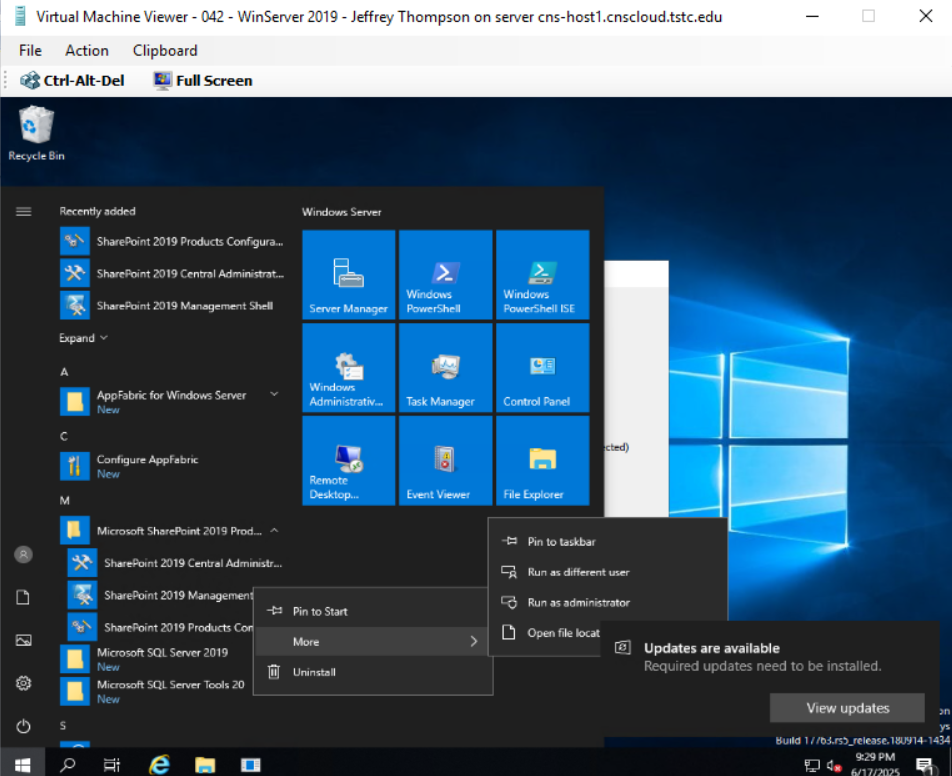 Virtual Machine Viewer - 042 - WinServer 2019 - Jeffrey Thompson on server cns-host1.cnscloud.tstc.edu
File Action Clipboard
Ctrl-Alt-Del Full Screen
Recycle Bin
Recently added
SharePoint 2019 Products Configura...
SharePoint 2019 Central Administrat...
SharePoint 2019 Management Shell
Expand
A
AppFabric for Windows Server
New
C
Configure AppFabric
New
M
Microsoft SharePoint 2019 Prod...
SharePoint 2019 Central Administr...
SharePoint 2019 Management
SharePoint 2019 Products Con
Microsoft SQL Server 2019
New
Microsoft SQL Server Tools 20
New
S
Windows Server
Server Manager
Windows
PowerShell
Windows
PowerShell ISE
Windows
Administrativ...
Task Manager
Control Panel
Remote
Desktop...
Event Viewer
File Explorer
ected)
Pin to Start
More
Uninstall
Pin to taskbar
Run as different user
Run as administrator
Open file locat
Updates are available
Required updates need to be installed.
View updates
on
ys
Build 17763.rs5_release.180914-1434
9:29 PM
6/17/2025
1